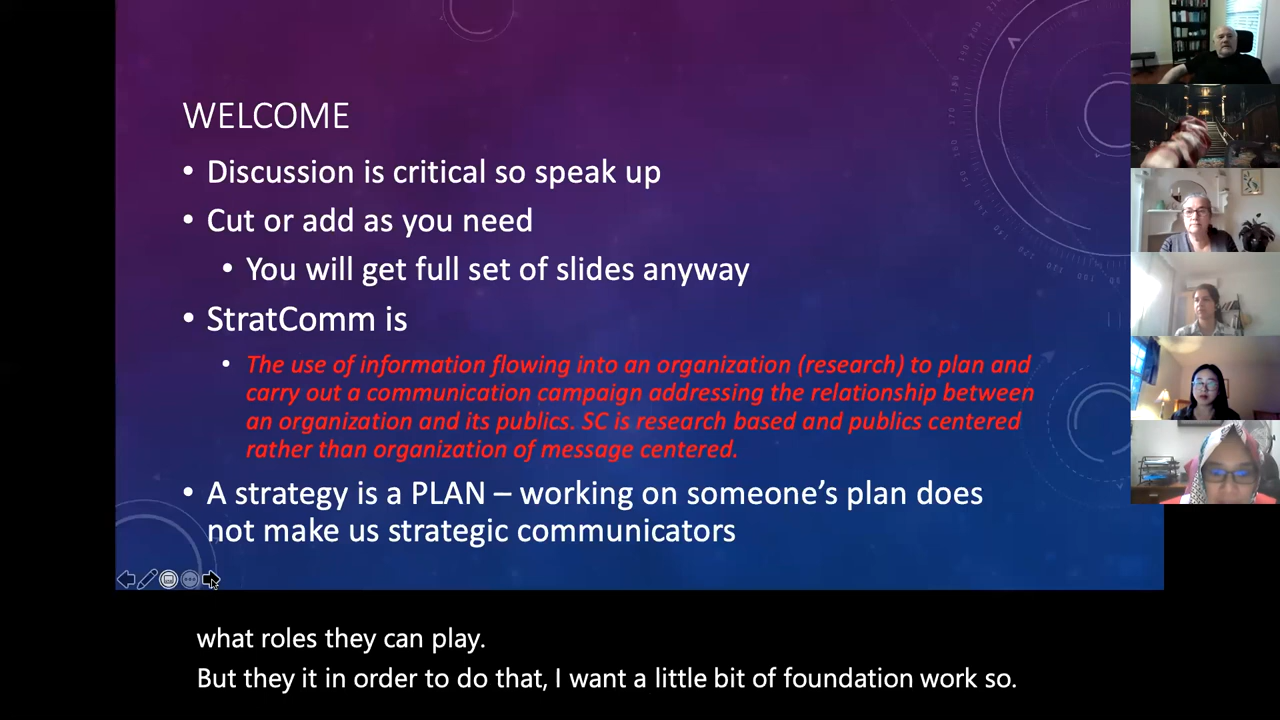 WELCOME
• Discussion is critical so speak up
• Cut or add as you need
• You will get full set of slides anyway
• StratComm is
• The use of information flowing into an organization (research) to plan and
carry out a communication campaign addressing the relationship between
an organization and its publics. SC is research based and publics centered
rather than organization of message centered.
• A strategy is a PLAN – working on someone's plan does
not make us strategic communicators
what roles they can play.
But they it in order to do that, I want a little bit of foundation work so.